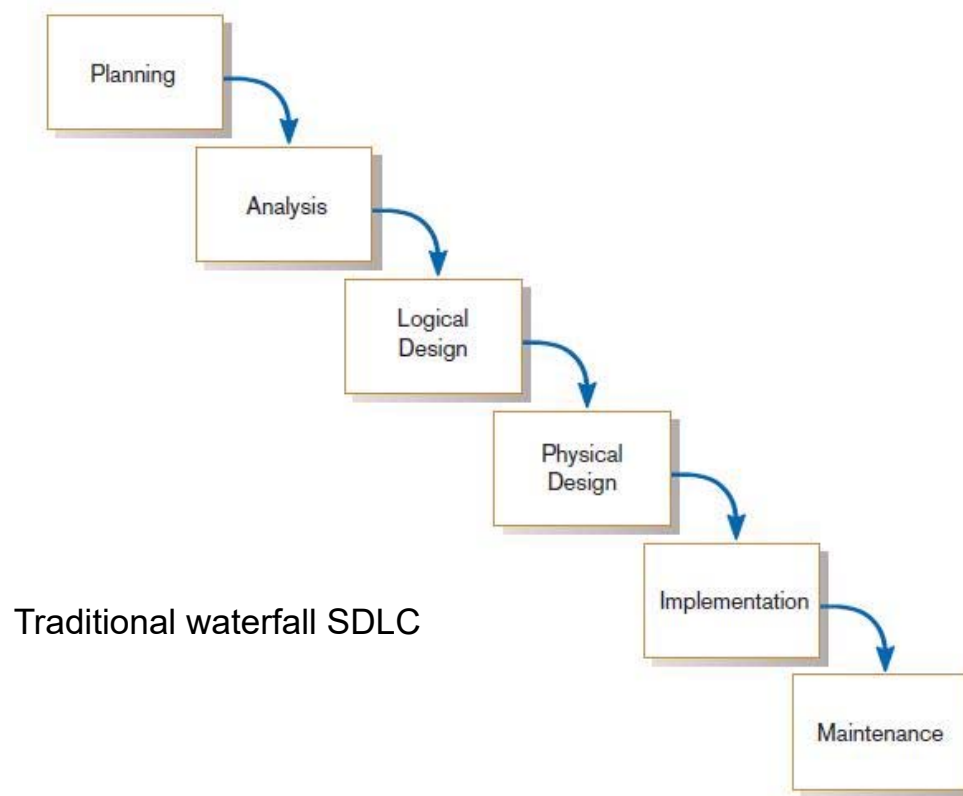 Planning
Analysis
Logical
Design
Physical
Design
Implementation
Traditional waterfall SDLC
Maintenance